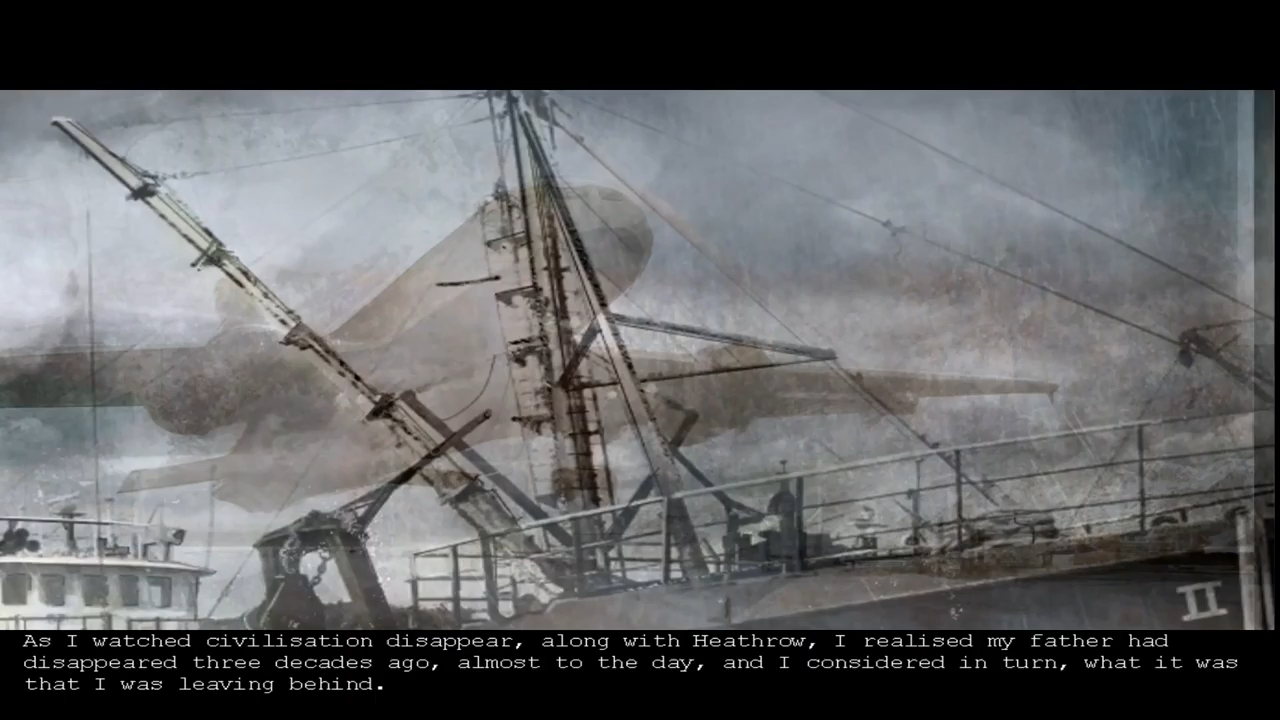 II
As I watched civilisation disappear, along with Heathrow, I realised my father had
disappeared three decades ago, almost to the day, and I considered in turn, what it was
that I was leaving behind.